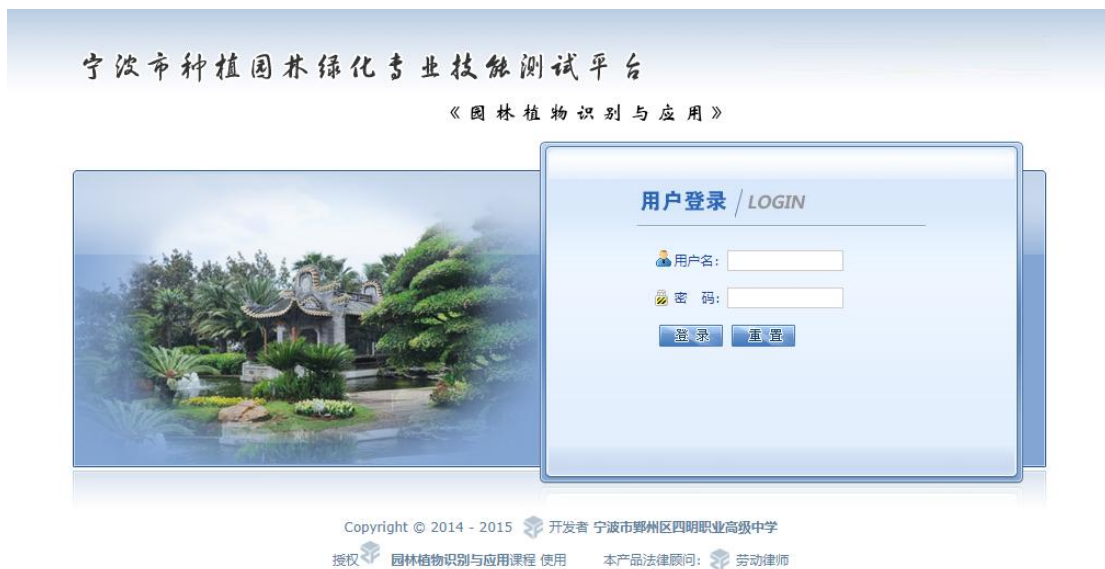 宁波市种植园林绿化专业技能测试平台
《园林植物识别与应用》
用户登录 / LOGIN
用户名:
密 码:
登 录 重 置
Copyright © 2014 - 2015 开发者 宁波市鄞州区四明职业高级中学
授权 园林植物识别与应用课程 使用 本产品法律顾问: 劳动律师